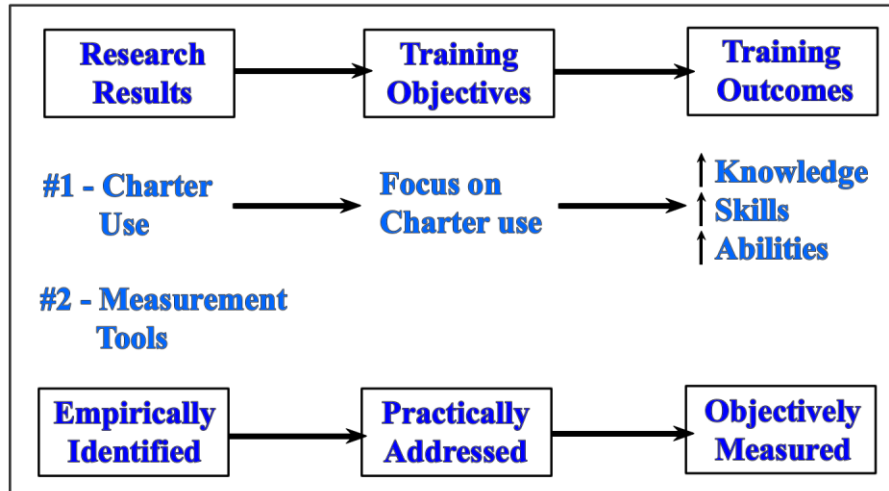 Research
Results
Training
Objectives
Training
Outcomes
#1 - Charter
Use
Focus on
Charter use
Knowledge
Skills
Abilities
#2 - Measurement
Tools
Empirically
Identified
Practically
Addressed
Objectively
Measured